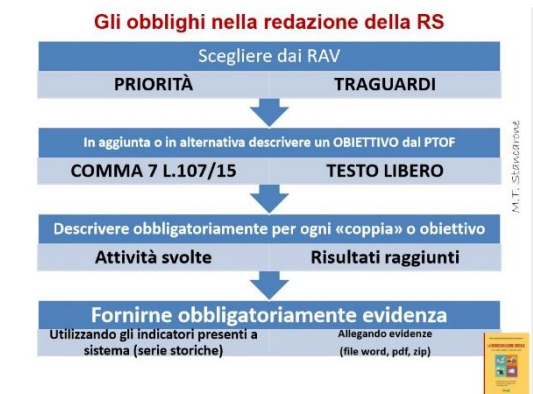 Gli obblighi nella redazione della RS
Scegliere dai RAV
PRIORITÀ
TRAGUARDI
In aggiunta o in alternativa descrivere un OBIETTIVO dal PTOF
COMMA 7 L.107/15
TESTO LIBERO
Descrivere obbligatoriamente per ogni «coppia» o obiettivo
Attività svolte
Risultati raggiunti
Fornirne obbligatoriamente evidenza
Utilizzando gli indicatori presenti a
sistema (serie storiche)
Allegando evidenze
(file word, pdf, zip)
M.T. Stancarone